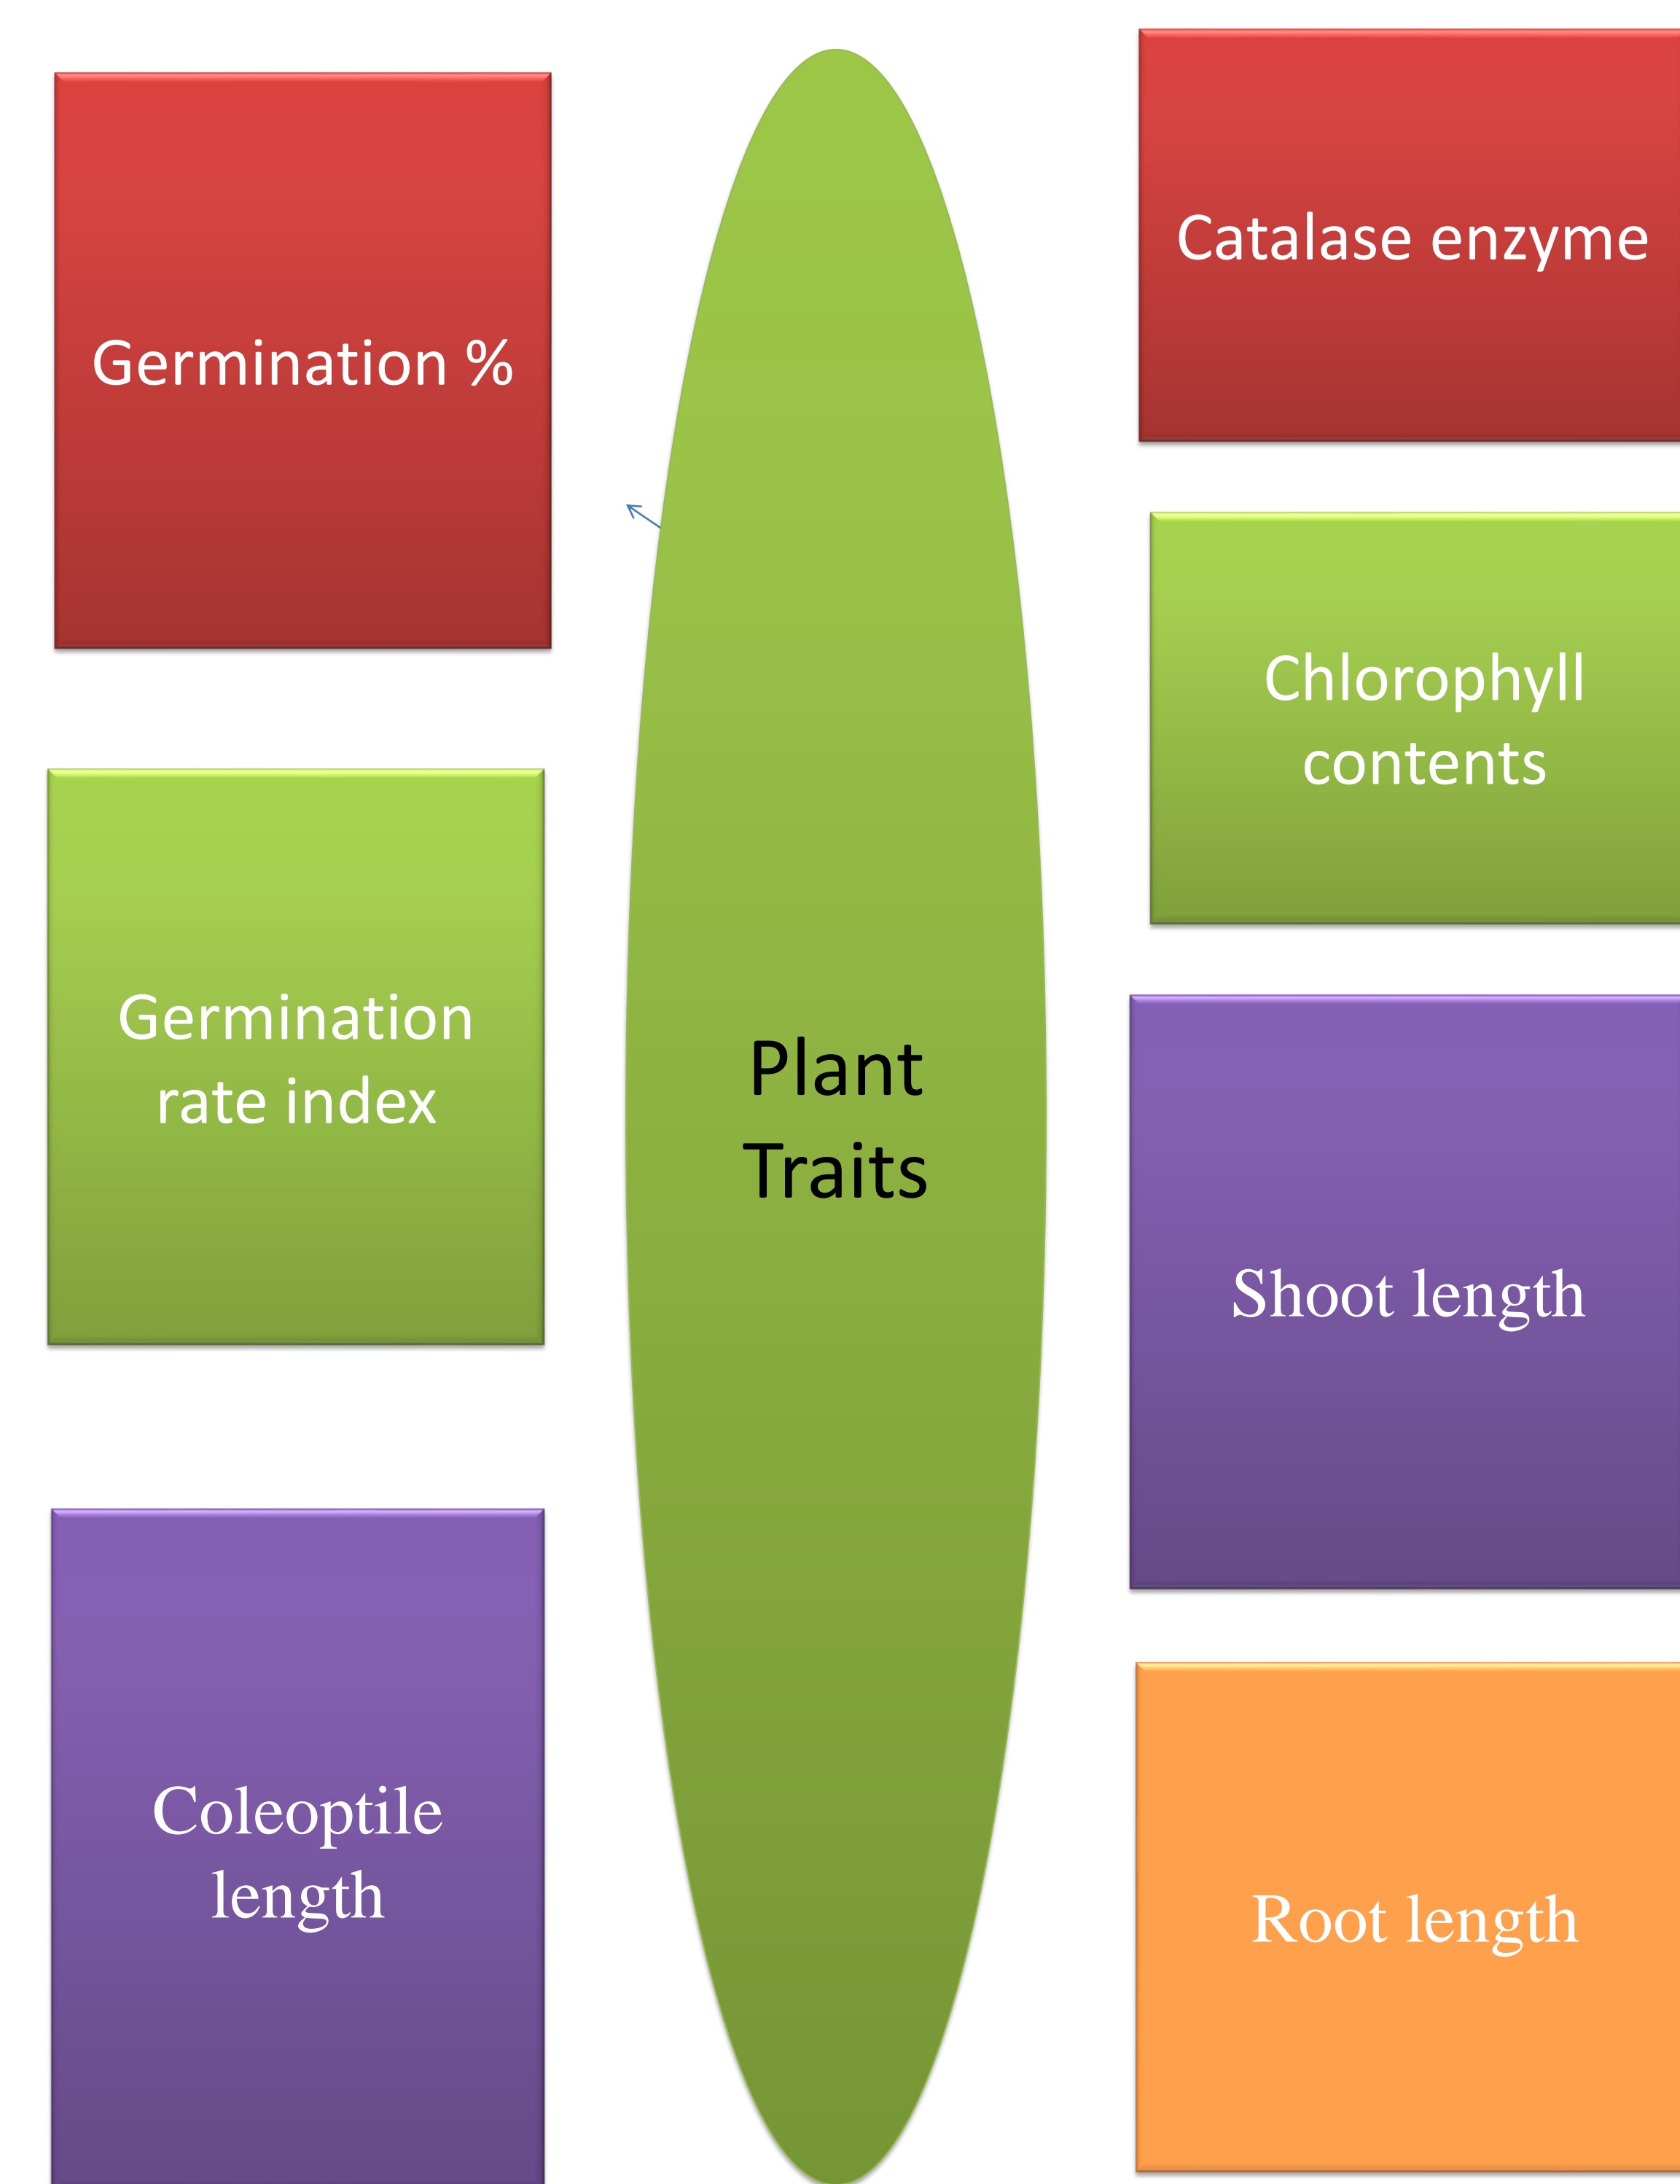 Germination %
Germination
rate index
Coleoptile
length
Plant
Traits
Catalase enzyme
Chlorophyll
contents
Shoot length
Root length